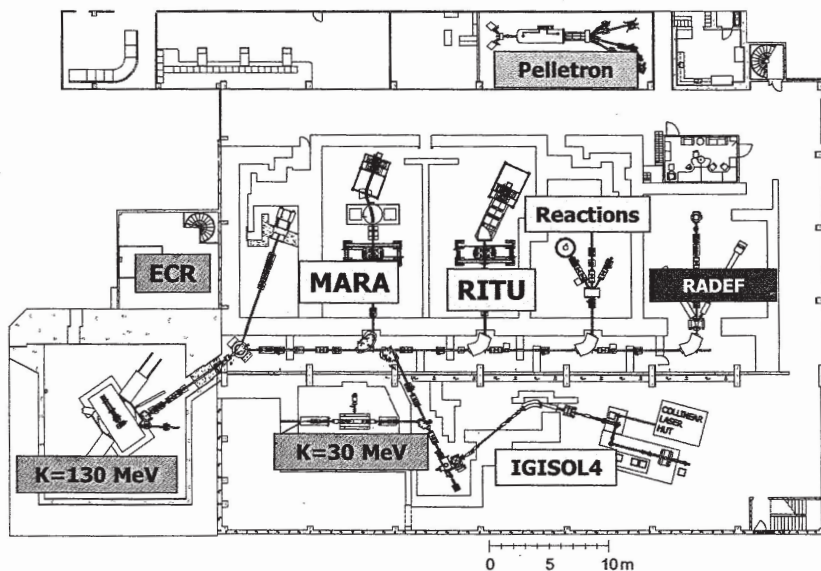 Pelletron
Reactions
ECR
MARA
RITU
RADEF
COLLINEAR
LASER
HUT
K=130 MeV
K=30 MeV
IGISOL4
0 5 10m